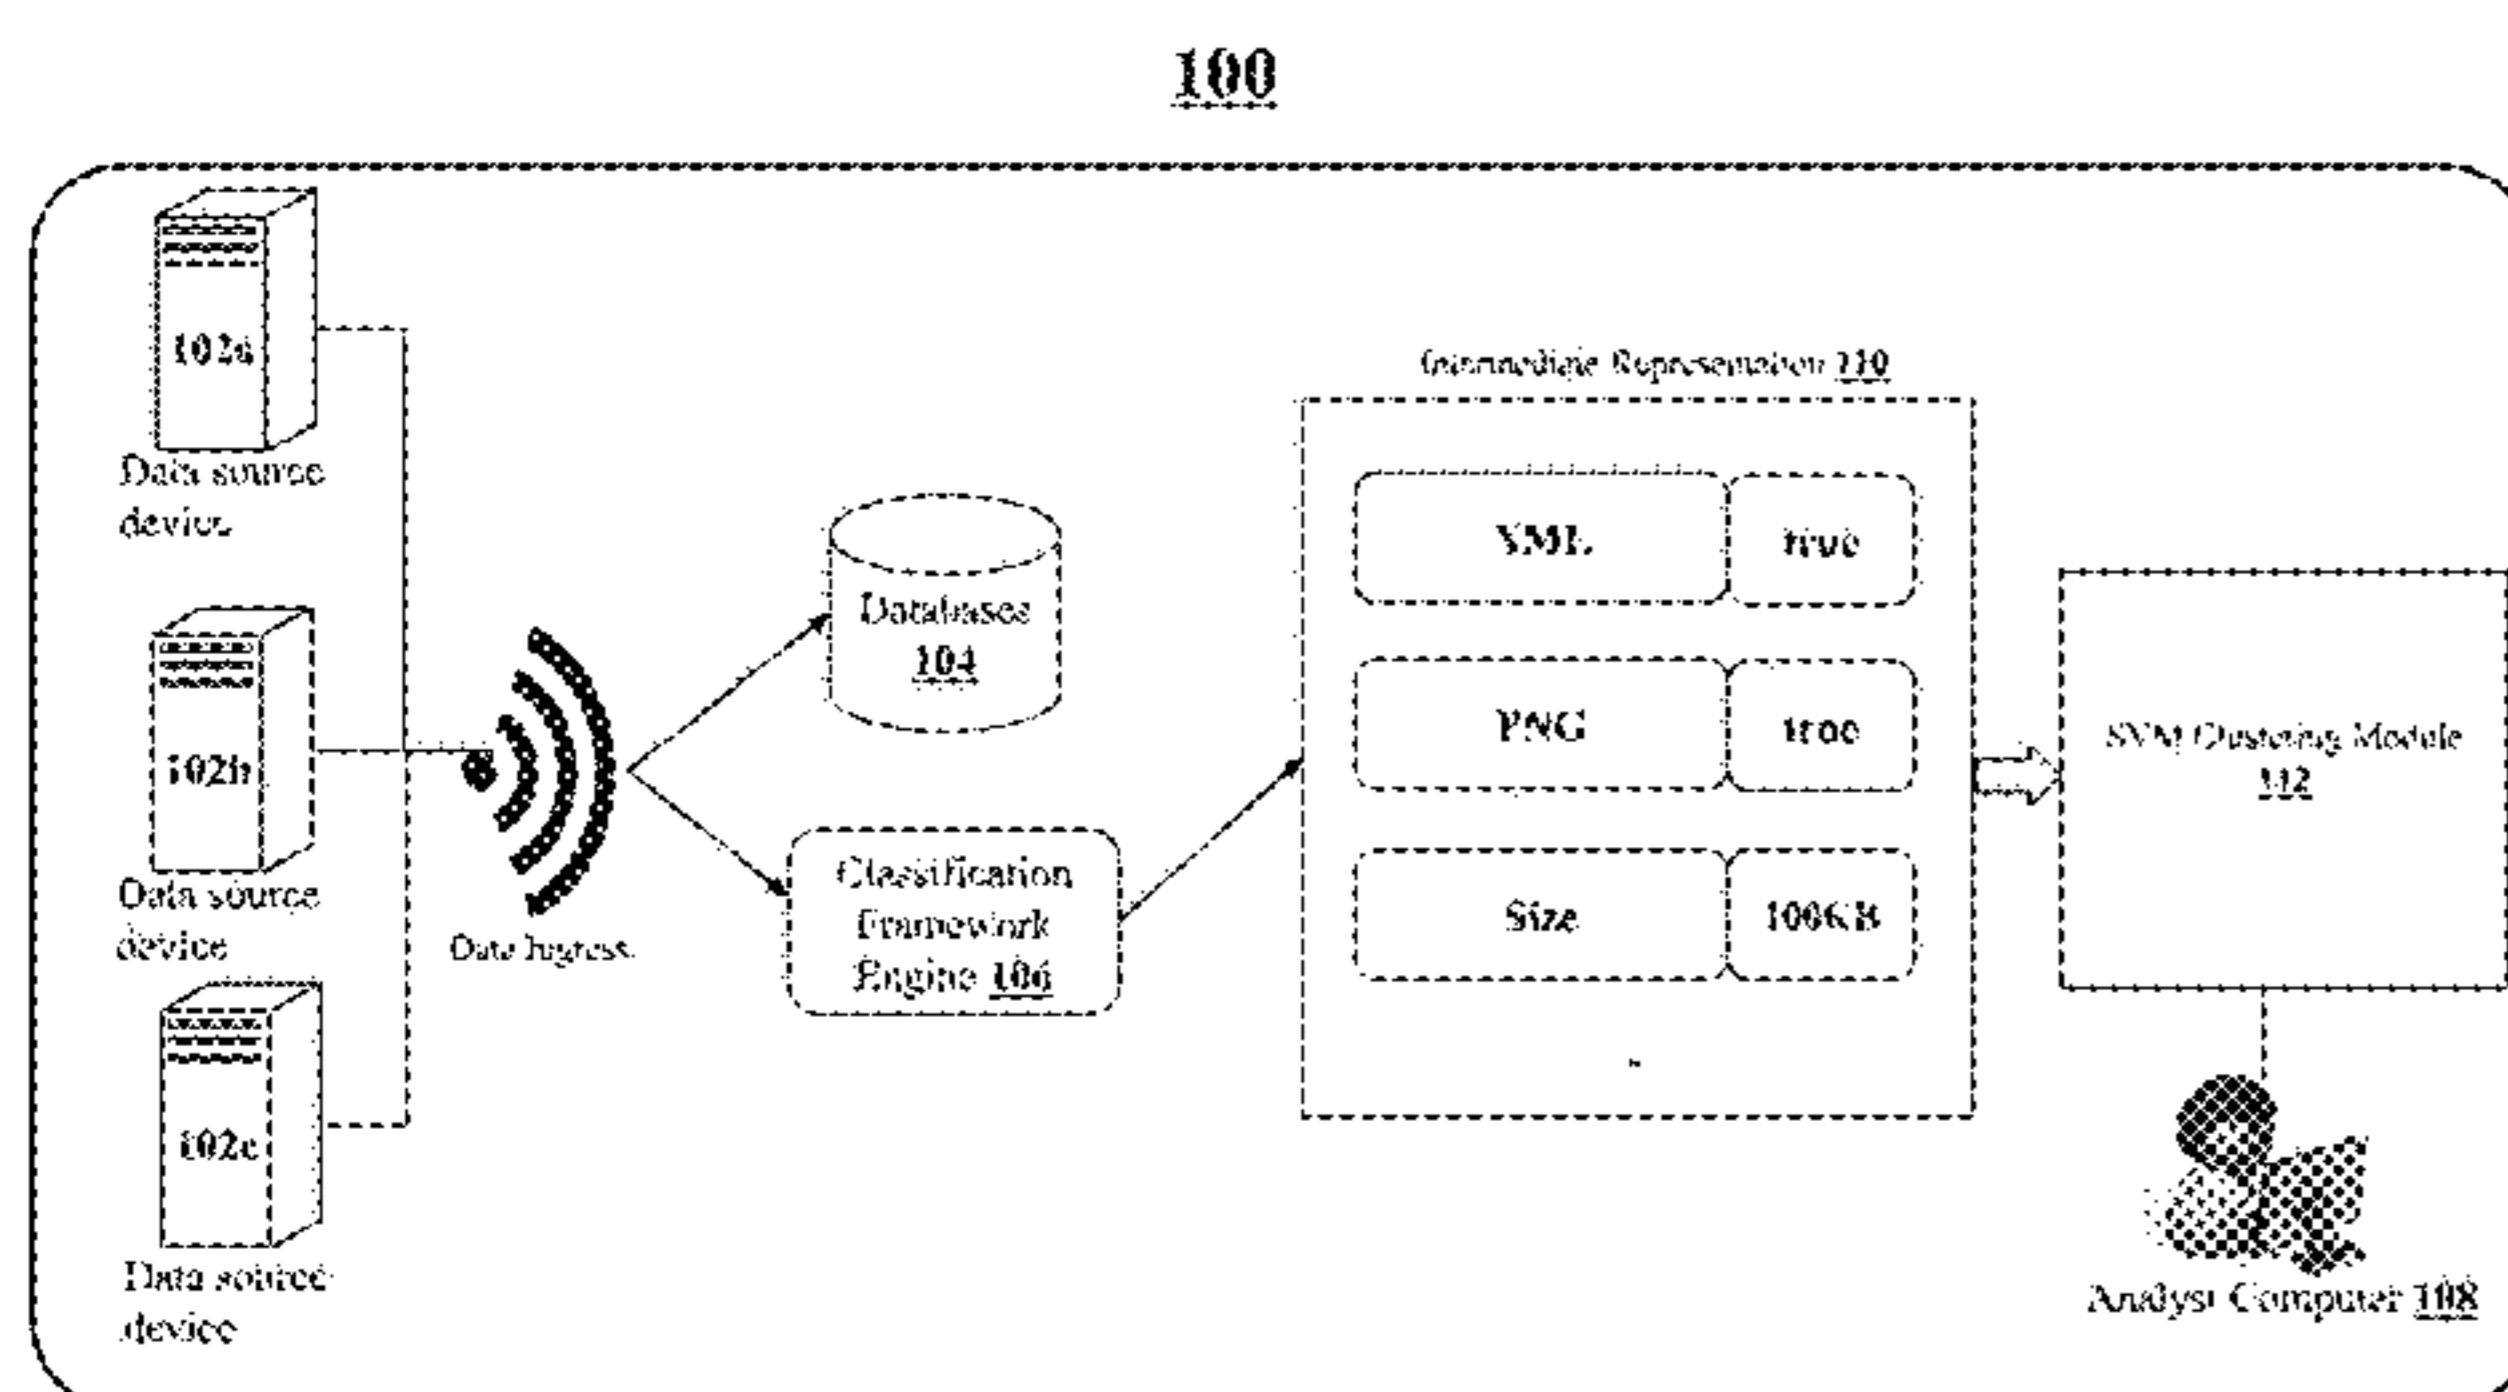 100
102a
Data source
device
102b
Data source
device
102c
Data source
device
Data Ingress
Databases
104
Classification
Framework
Engine 106
Intermediate Representation 110
XML
true
PNG
true
Size
100KB
SVM Clustering Module
112
Analyst Computer 108